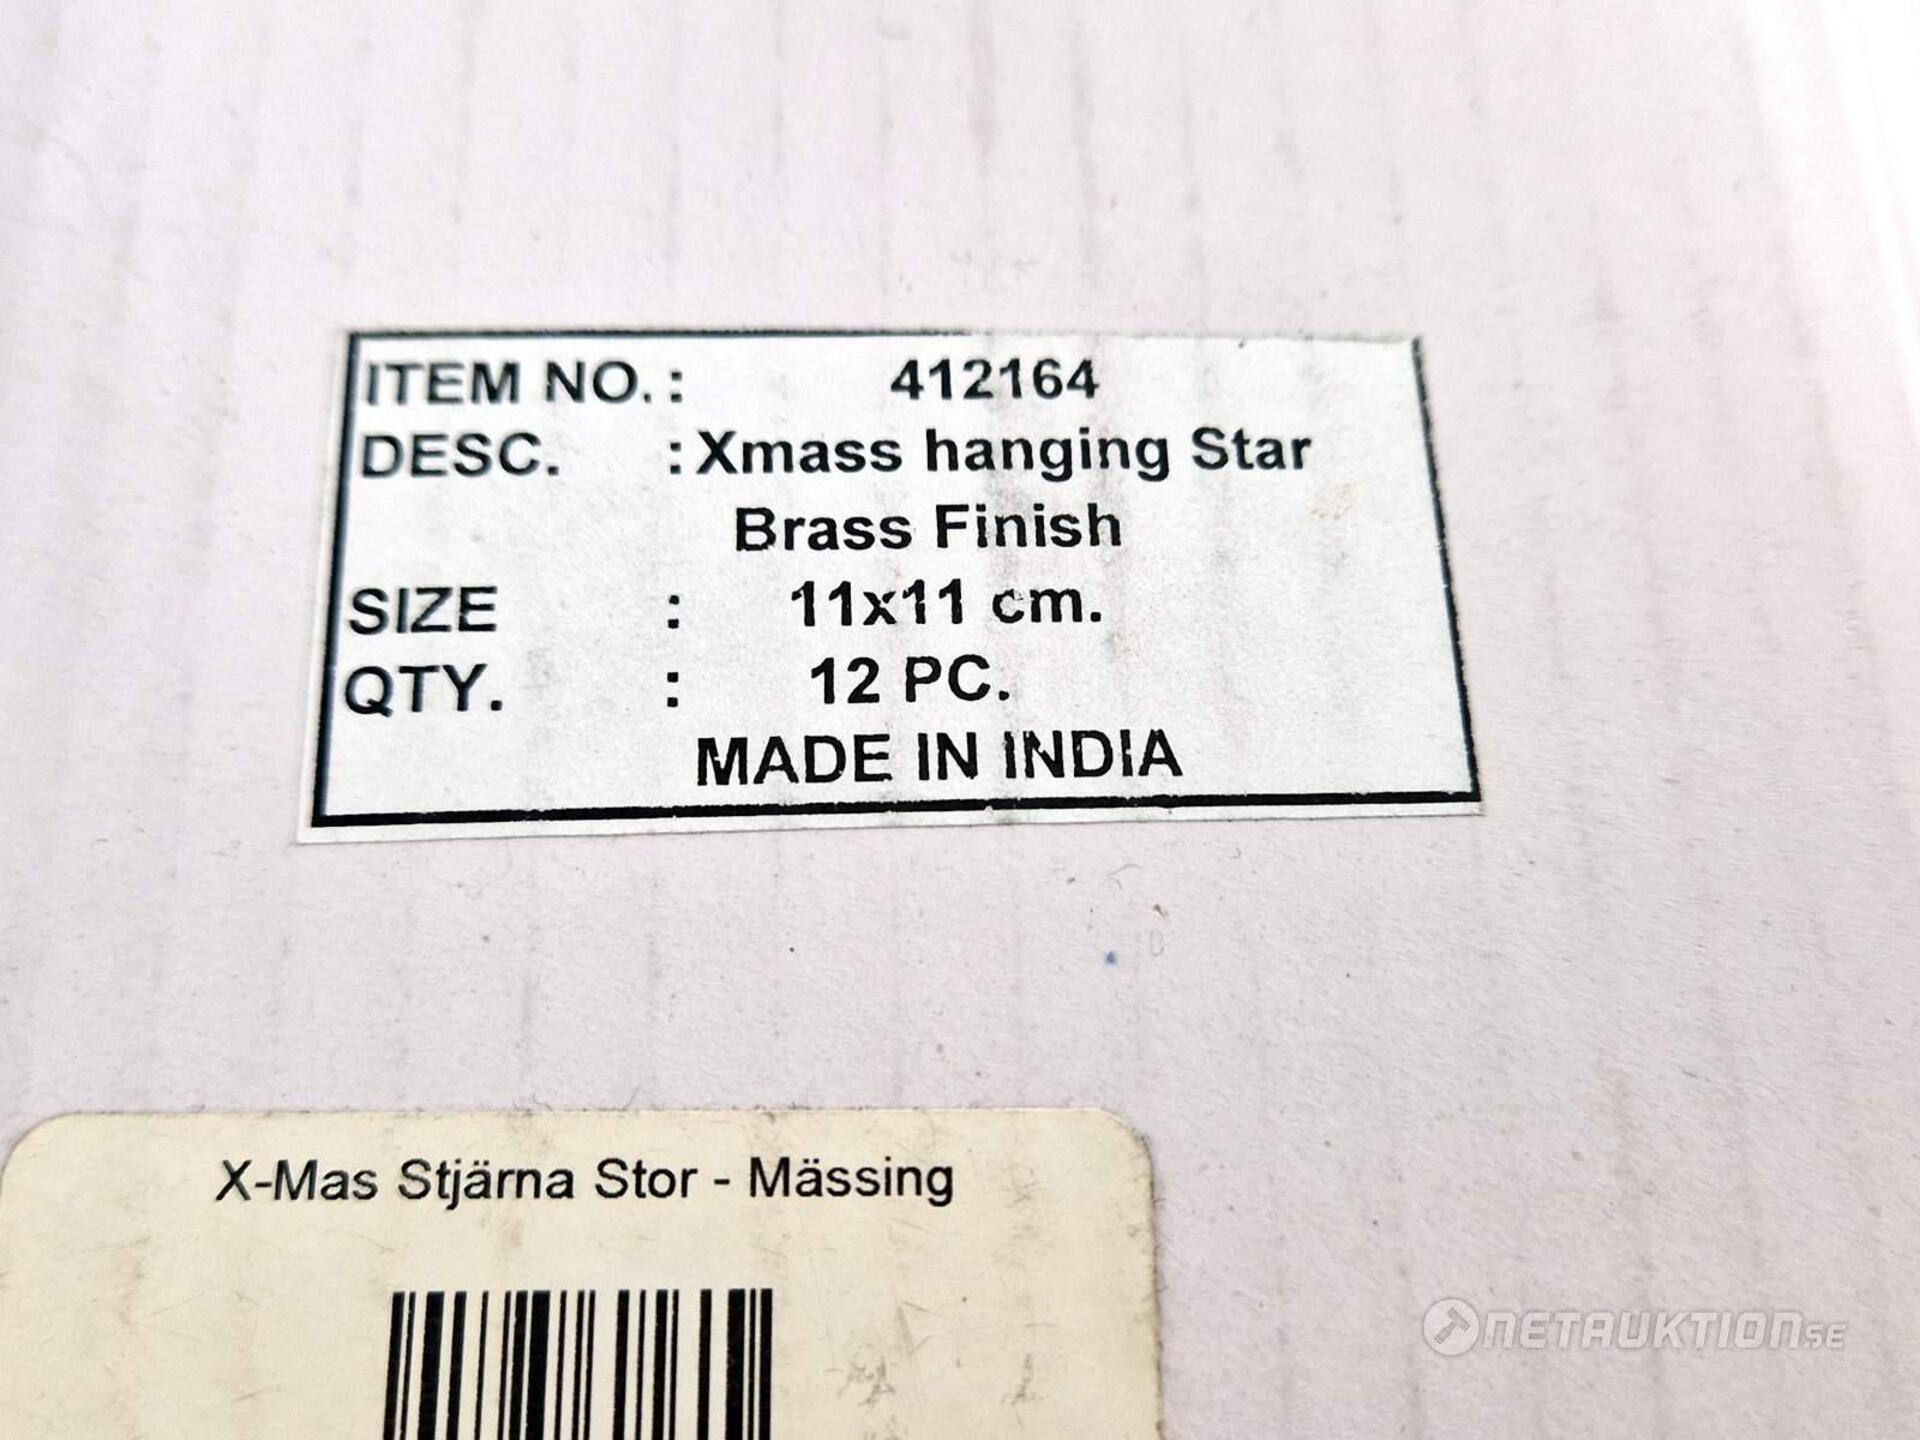 ITEM NO. : 412164
DESC. : Xmass hanging Star
Brass Finish
SIZE : 11x11 cm.
QTY. : 12 PC.
MADE IN INDIA
X-Mas Stjärna Stor - Mässing
NETAUKTION.SE